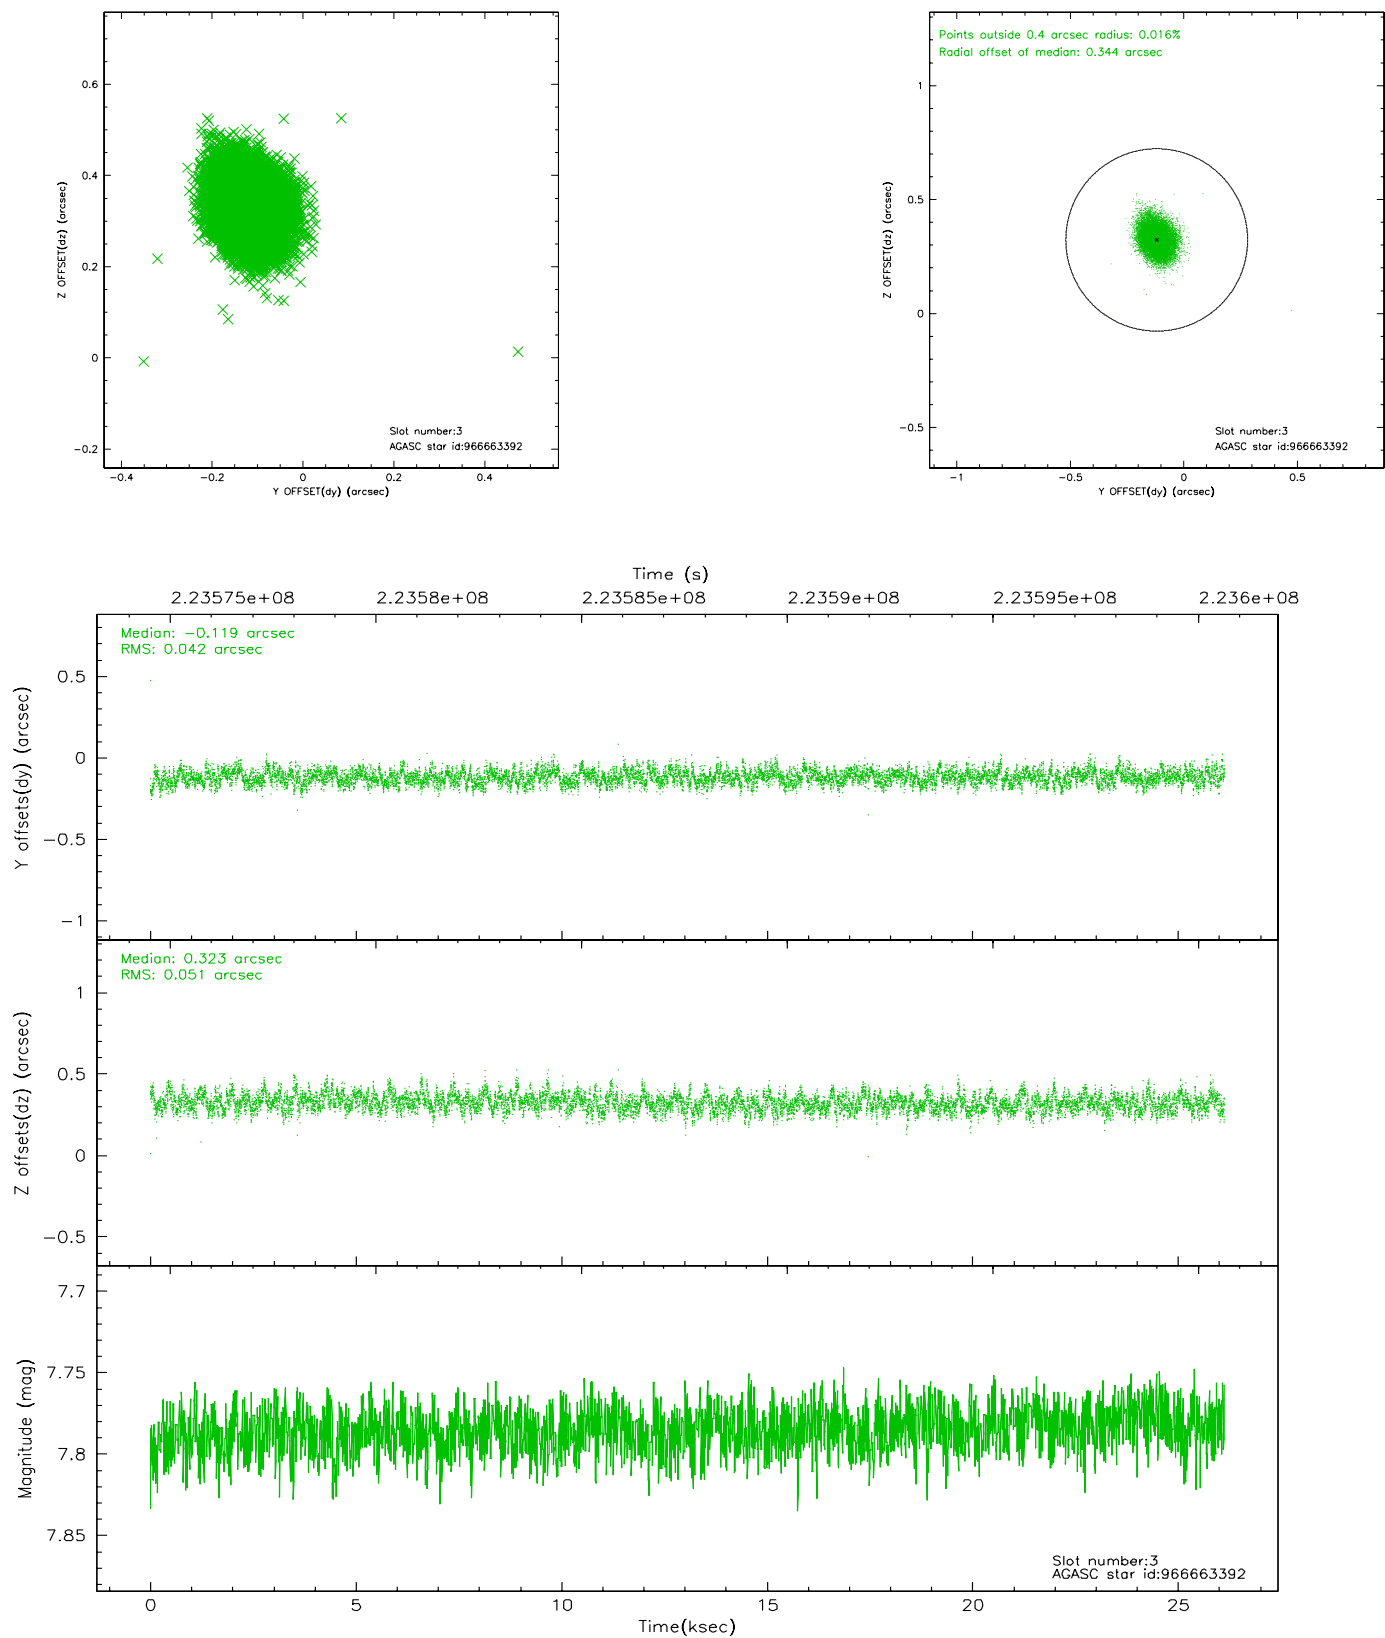 0.6
0.4
0.2
0
−0.2
Z OFFSET(dz) (arcsec)
Slot number:3
AGASC star id:966663392
−0.4 −0.2 0 0.2 0.4
Y OFFSET(dy) (arcsec)
Points outside 0.4 arcsec radius: 0.016%
Radial offset of median: 0.344 arcsec
1
0.5
0
−0.5
Z OFFSET(dz) (arcsec)
Slot number:3
AGASC star id:966663392
−1 −0.5 0 0.5
Y OFFSET(dy) (arcsec)
Time (s)
2.23575e+08 2.2358e+08 2.23585e+08 2.2359e+08 2.23595e+08 2.236e+08
Median: −0.119 arcsec
RMS: 0.042 arcsec
0.5
0
−0.5
−1
Y offsets(dy) (arcsec)
Median: 0.323 arcsec
RMS: 0.051 arcsec
1
0.5
0
−0.5
Z offsets(dz) (arcsec)
7.7
7.75
7.8
7.85
Magnitude (mag)
Slot number:3
AGASC star id:966663392
0 5 10 15 20 25
Time(ksec)